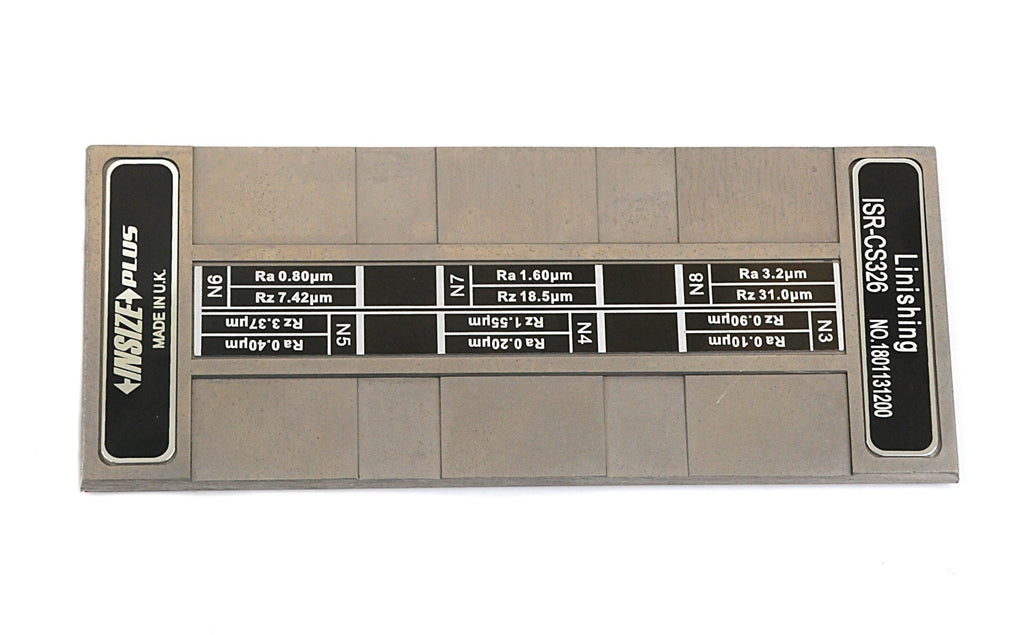 INSIZE PLUS
MADE IN U.K.
N6
Ra 0.80µm
Rz 7.42µm
N7
Ra 1.60µm
Rz 18.5µm
N8
Ra 3.2µm
Rz 31.0µm
N3
Ra 0.10µm
Rz 0.90µm
N4
Ra 0.20µm
Rz 1.55µm
N5
Ra 0.40µm
Rz 3.37µm
Linishing
ISR-CS326 NO.1801131200